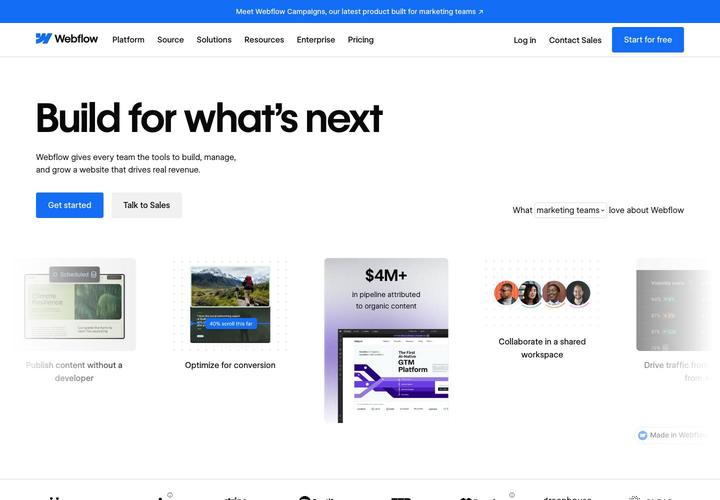 Meet Webflow Campaigns, our latest product built for marketing teams ↗
Webflow
Platform
Source
Solutions
Resources
Enterprise
Pricing
Log in
Contact Sales
Start for free
Build for what's next
Webflow gives every team the tools to build, manage,
and grow a website that drives real revenue.
Get started
Talk to Sales
What marketing teams love about Webflow
Scheduled
Climate
Resilience
Publish content without a
developer
40% scroll this far
Optimize for conversion
$4M+
in pipeline attributed
to organic content
The First
AI-Native
GTM
Platform
Collaborate in a shared
workspace
Drive traffic from
Made in Webflow